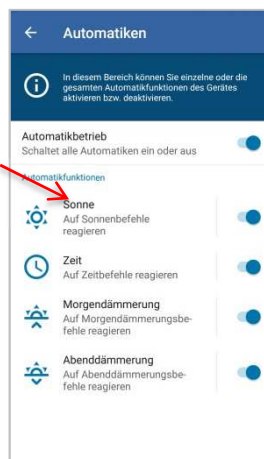 Automatiken
In diesem Bereich können Sie einzelne oder die
gesamten Automatikfunktionen des Gerätes
aktivieren bzw. deaktivieren.
Automatikbetrieb
Schaltet alle Automatiken ein oder aus
Automatikfunktionen
Sonne
Auf Sonnenbefehle
reagieren
Zeit
Auf Zeitbefehle reagieren
Morgendämmerung
Auf Morgendämmerungsbe-
fehle reagieren
Abenddämmerung
Auf Abenddämmerungsbe-
fehle reagieren